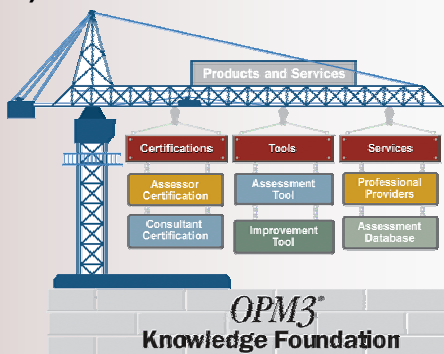 Products and Services
Certifications
Tools
Services
Assessor
Certification
Assessment
Tool
Professional
Providers
Consultant
Certification
Improvement
Tool
Assessment
Database
OPM3®
Knowledge Foundation